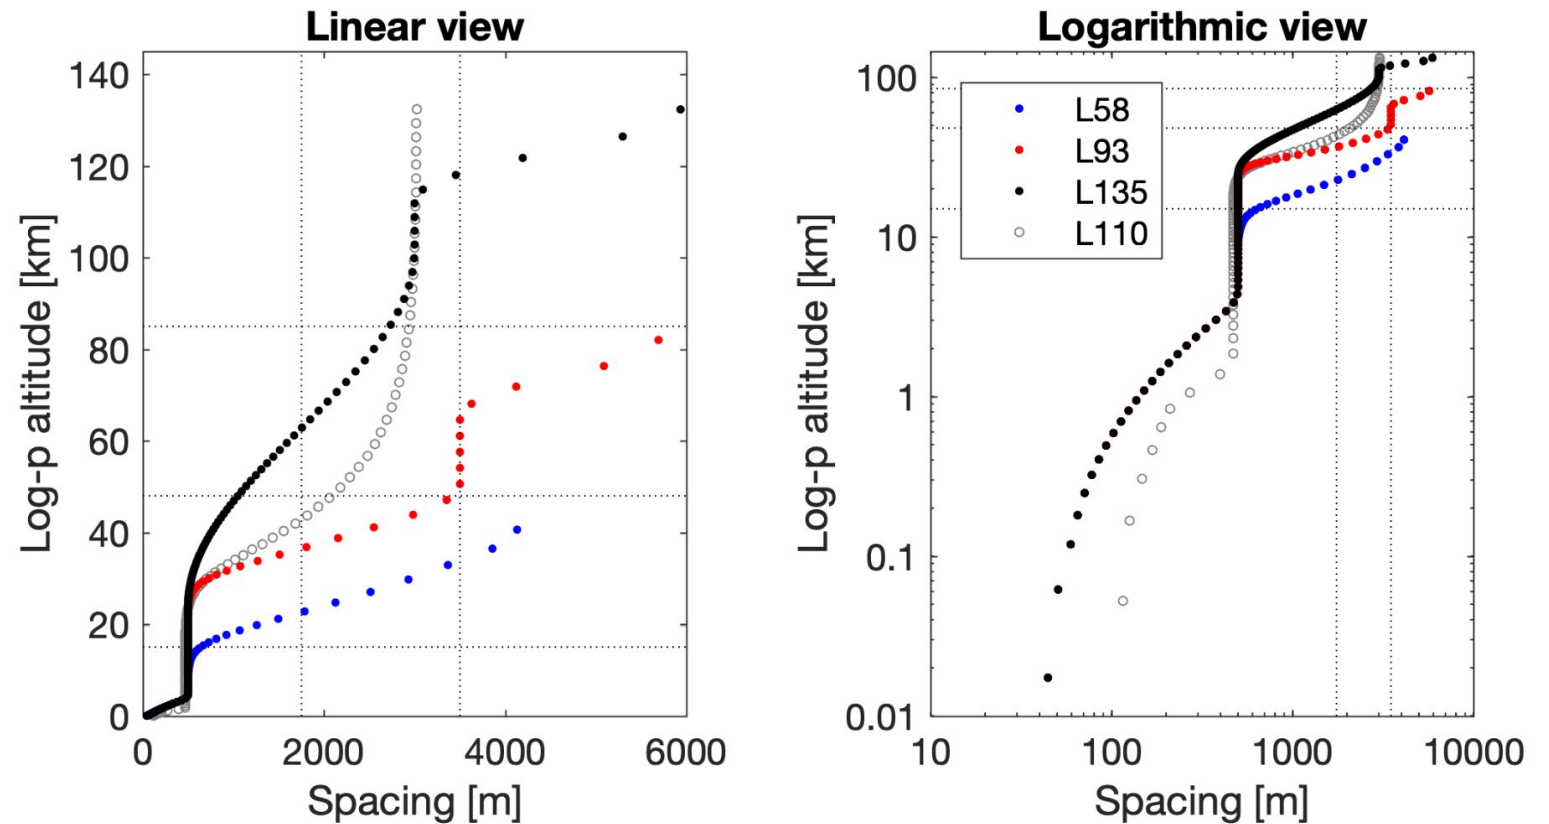 Linear view
140
120
100
80
60
40
20
0
0 2000 4000 6000
Log-p altitude [km]
Spacing [m]
Logarithmic view
L58
L93
L135
L110
100
10
1
0.1
0.01
10 100 1000 10000
Log-p altitude [km]
Spacing [m]